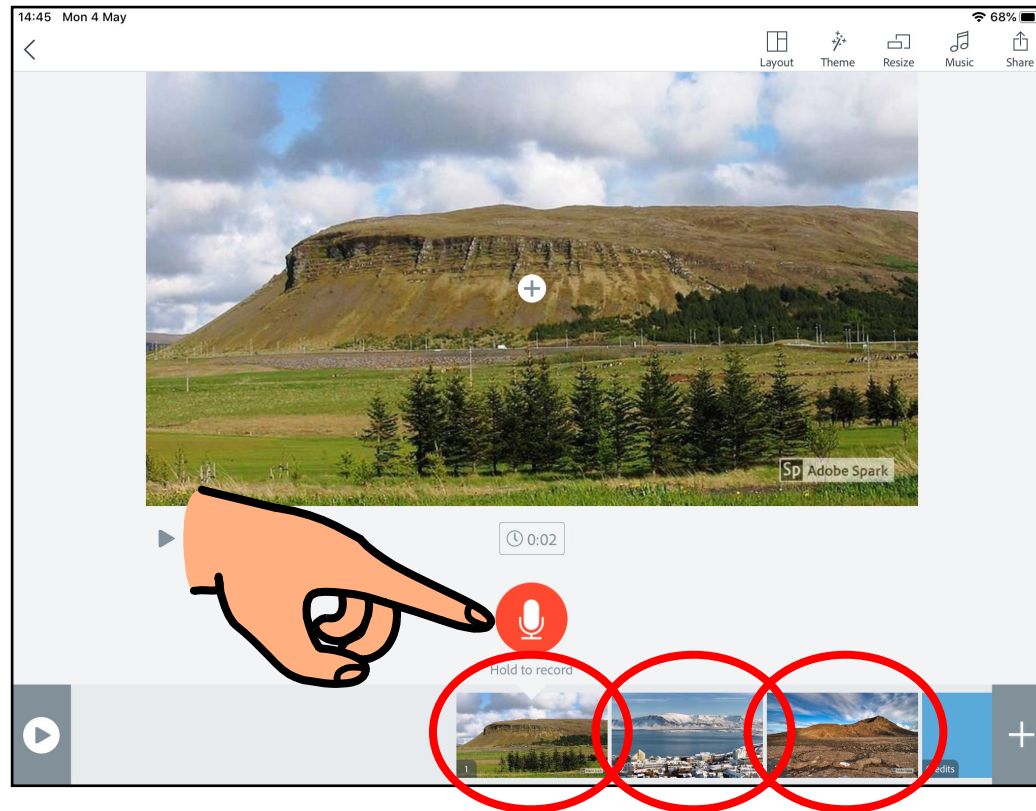 14:45 Mon 4 May 68%
Layout Theme Resize Music Share
Sp Adobe Spark
0:02
Hold to record
1